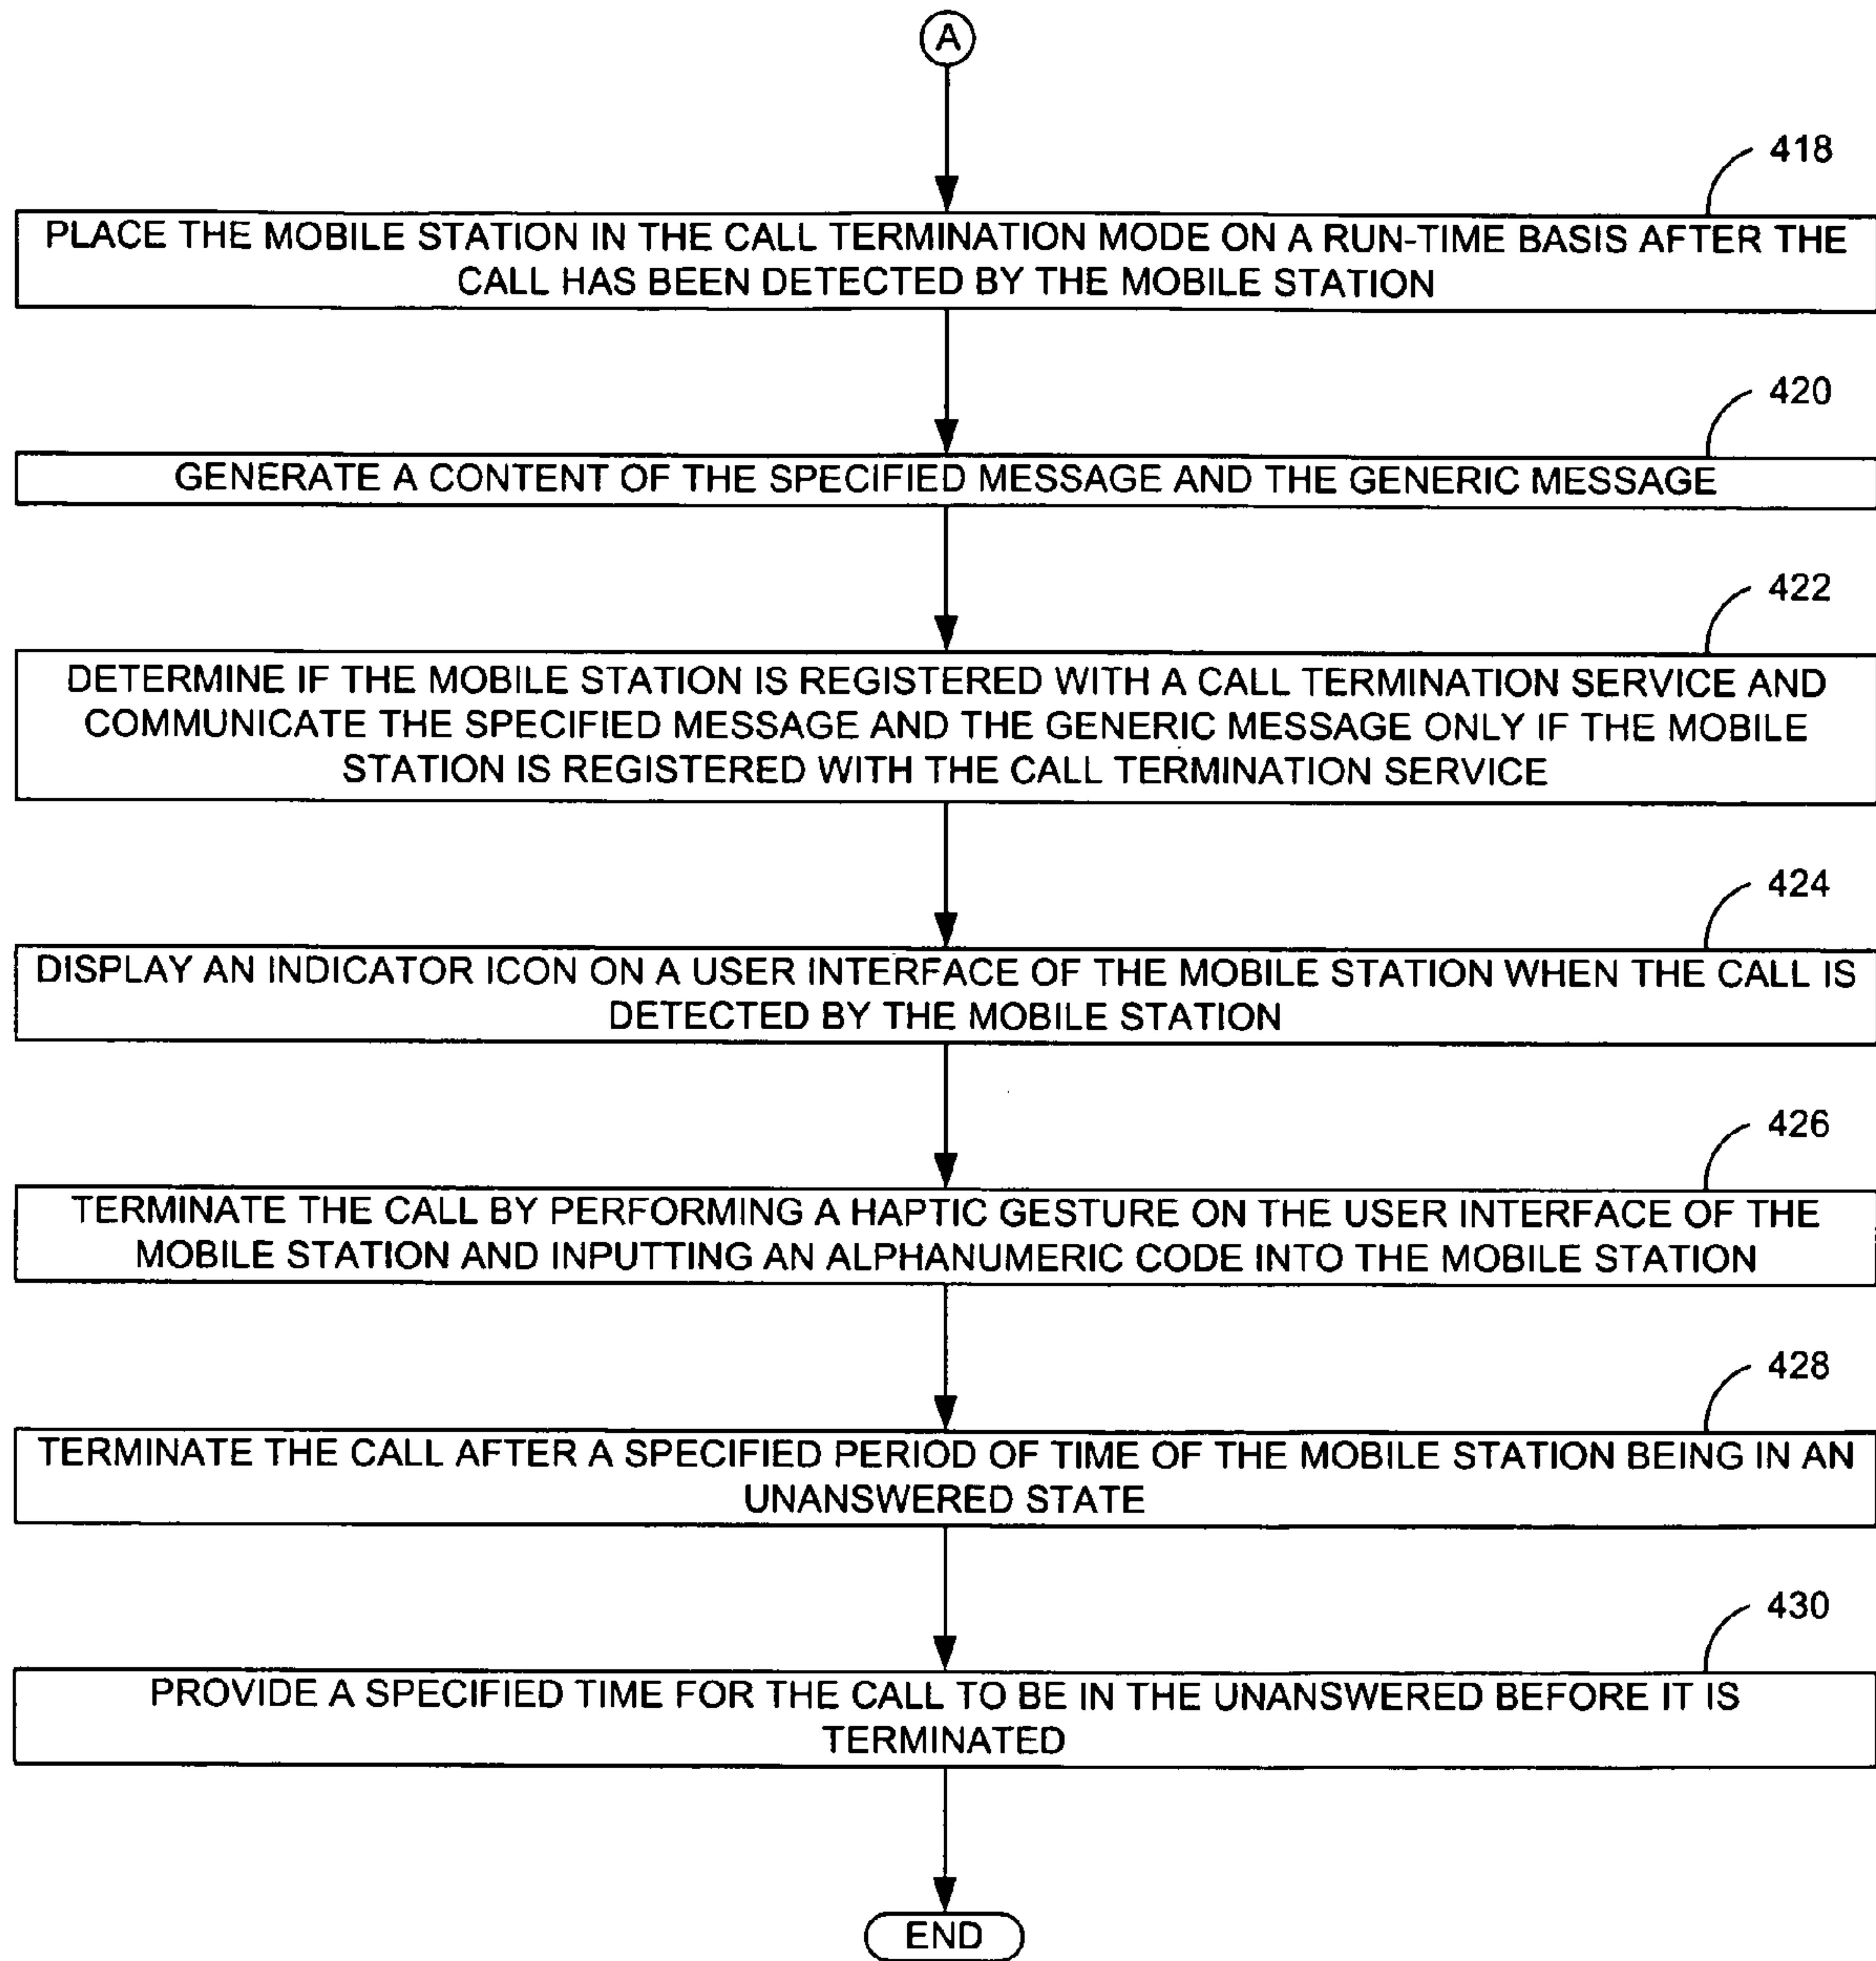 A
418
PLACE THE MOBILE STATION IN THE CALL TERMINATION MODE ON A RUN-TIME BASIS AFTER THE
CALL HAS BEEN DETECTED BY THE MOBILE STATION
420
GENERATE A CONTENT OF THE SPECIFIED MESSAGE AND THE GENERIC MESSAGE
422
DETERMINE IF THE MOBILE STATION IS REGISTERED WITH A CALL TERMINATION SERVICE AND
COMMUNICATE THE SPECIFIED MESSAGE AND THE GENERIC MESSAGE ONLY IF THE MOBILE
STATION IS REGISTERED WITH THE CALL TERMINATION SERVICE
424
DISPLAY AN INDICATOR ICON ON A USER INTERFACE OF THE MOBILE STATION WHEN THE CALL IS
DETECTED BY THE MOBILE STATION
426
TERMINATE THE CALL BY PERFORMING A HAPTIC GESTURE ON THE USER INTERFACE OF THE
MOBILE STATION AND INPUTTING AN ALPHANUMERIC CODE INTO THE MOBILE STATION
428
TERMINATE THE CALL AFTER A SPECIFIED PERIOD OF TIME OF THE MOBILE STATION BEING IN AN
UNANSWERED STATE
430
PROVIDE A SPECIFIED TIME FOR THE CALL TO BE IN THE UNANSWERED BEFORE IT IS
TERMINATED
END